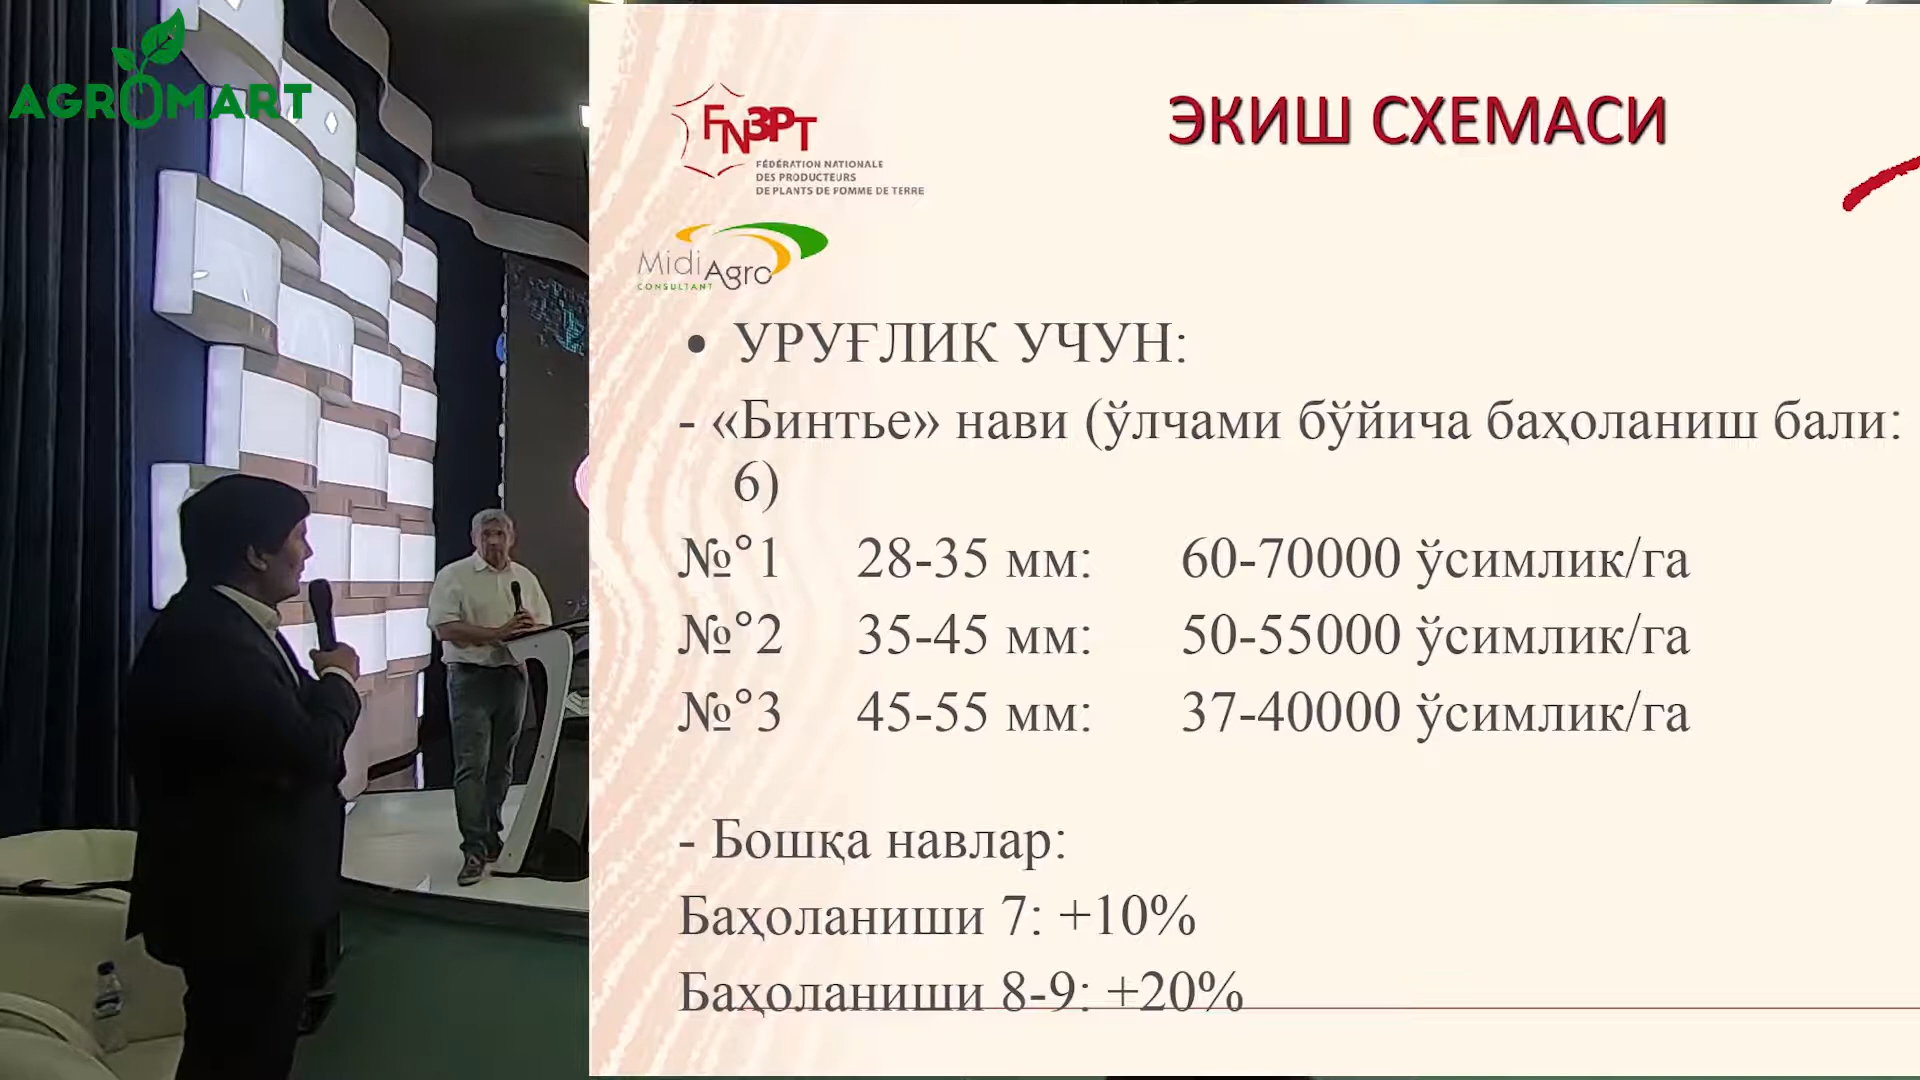 AGROMART
FN3PT
FÉDÉRATION NATIONALE
DES PRODUCTEURS
DE PLANTS DE POMME DE TERRE
MidiAgro
CONSULTANT
ЭКИШ СХЕМАСИ
• УРУҒЛИК УЧУН:
- «Бинтье» нави (ўлчами бўйича баҳоланиш бали:
6)
№°1 28-35 мм: 60-70000 ўсимлик/га
№°2 35-45 мм: 50-55000 ўсимлик/га
№°3 45-55 мм: 37-40000 ўсимлик/га
- Бошқа навлар:
Баҳоланиши 7: +10%
Баҳоланиши 8-9: +20%